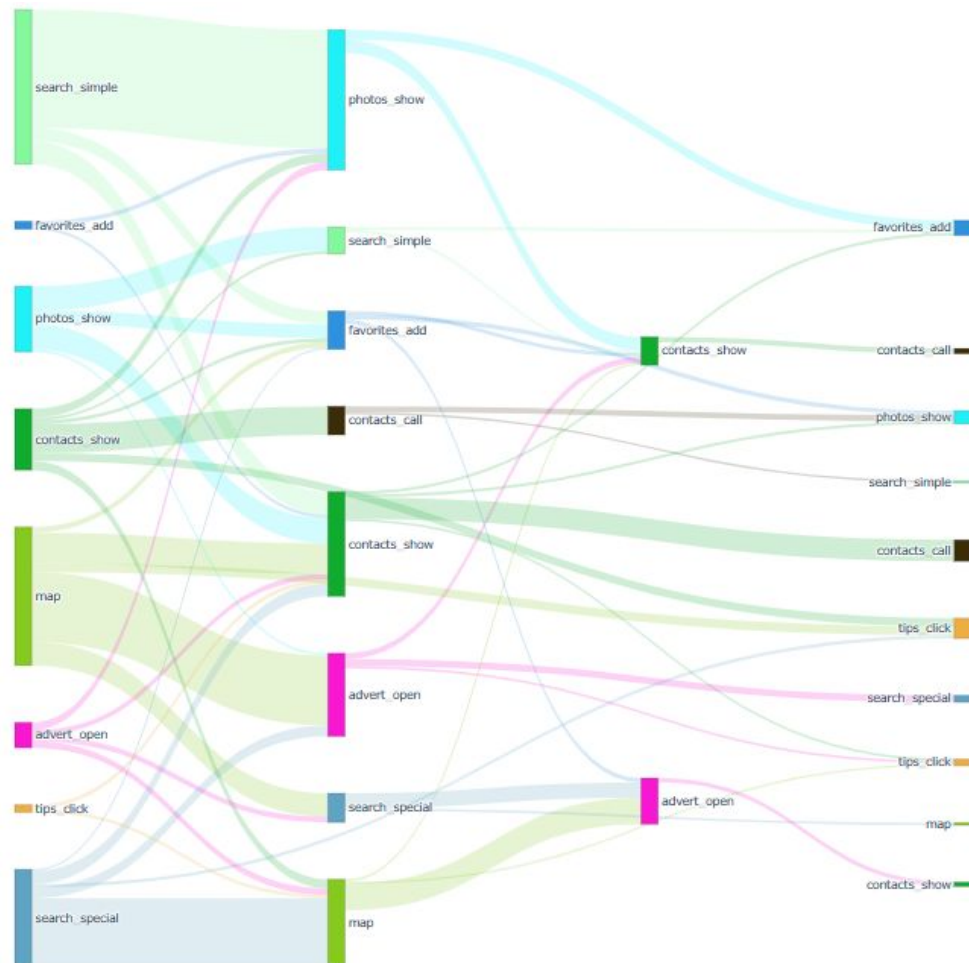 search_simple
favorites_add
photos_show
contacts_show
map
advert_open
tips_click
search_special
photos_show
search_simple
favorites_add
contacts_call
contacts_show
advert_open
search_special
map
contacts_show
advert_open
favorites_add
contacts_call
photos_show
search_simple
contacts_call
tips_click
search_special
tips_click
map
contacts_show